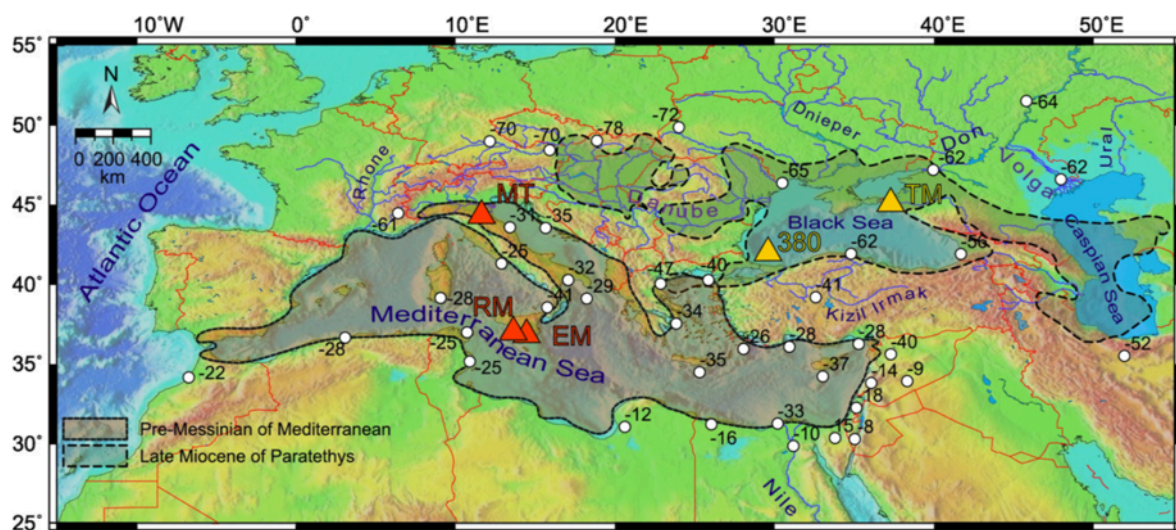 10°W 0° 10°E 20°E 30°E 40°E 50°E
55°
50°
45°
40°
35°
30°
25°
N
0 200 400
km
Atlantic Ocean
Rhone
Danube
Dnieper
Don
Volga
Ural
Black Sea
Caspian Sea
Kizil Irmak
Mediterranean Sea
Nile
MT
RM
EM
380
TM
-64
-72
-70
-70
-78
-62
-62
-65
-61
-31
-35
-62
-56
-25
-32
-29
-47
-40
-41
-28
-41
-34
-52
-28
-25
-25
-26
-28
-28
-40
-35
-37
-14
-9
-22
-18
-12
-16
-33
-10
-15
-8
Pre-Messinian of Mediterranean
Late Miocene of Paratethys